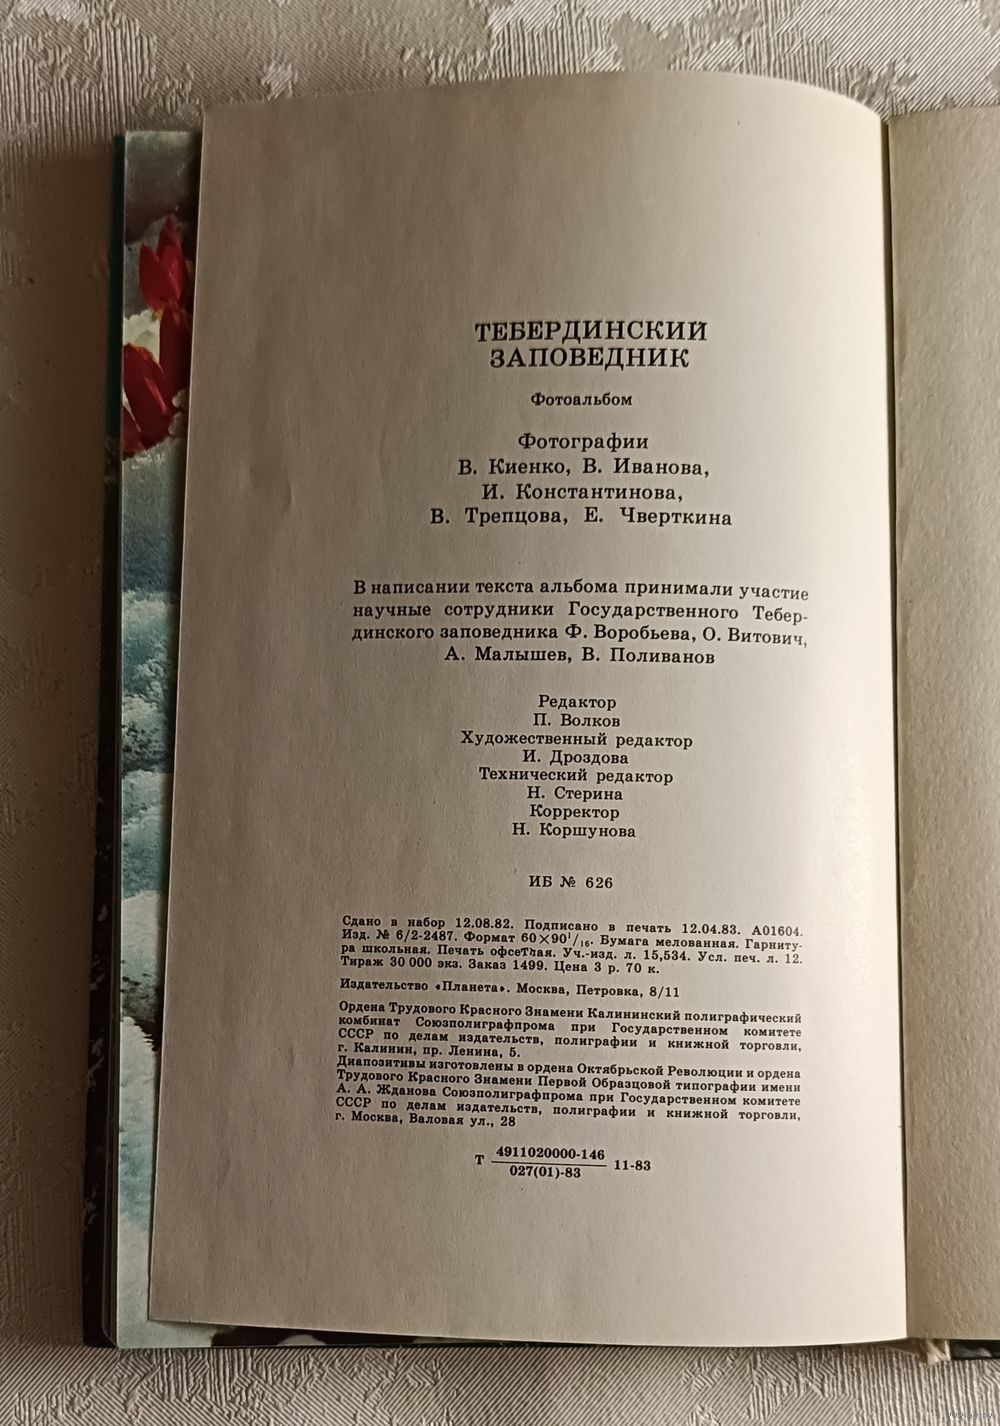 ТЕБЕРДИНСКИЙ
ЗАПОВЕДНИК
Фотоальбом
Фотографии
В. Киенко, В. Иванова,
И. Константинова,
В. Трепцова, Е. Чверткина
В написании текста альбома принимали участие
научные сотрудники Государственного Тебер-
динского заповедника Ф. Воробьева, О. Витович,
А. Малышев, В. Поливанов
Редактор
П. Волков
Художественный редактор
И. Дроздова
Технический редактор
Н. Стерина
Корректор
Н. Коршунова
ИБ № 626
Сдано в набор 12.08.82. Подписано в печать 12.04.83. А01604.
Изд. № 6/2-2487. Формат 60×90¹/₁₆. Бумага мелованная. Гарниту-
ра школьная. Печать офсетная. Уч.-изд. л. 15,534. Усл. печ. л. 12.
Тираж 30 000 экз. Заказ 1499. Цена 3 р. 70 к.
Издательство «Планета». Москва, Петровка, 8/11
Ордена Трудового Красного Знамени Калининский полиграфический
комбинат Союзполиграфпрома при Государственном комитете
СССР по делам издательств, полиграфии и книжной торговли,
г. Калинин, пр. Ленина, 5.
Диапозитивы изготовлены в ордена Октябрьской Революции и ордена
Трудового Красного Знамени Первой Образцовой типографии имени
А. А. Жданова Союзполиграфпрома при Государственном комитете
СССР по делам издательств, полиграфии и книжной торговли,
г. Москва, Валовая ул., 28
Т 4911020000-146 11-83
027(01)-83